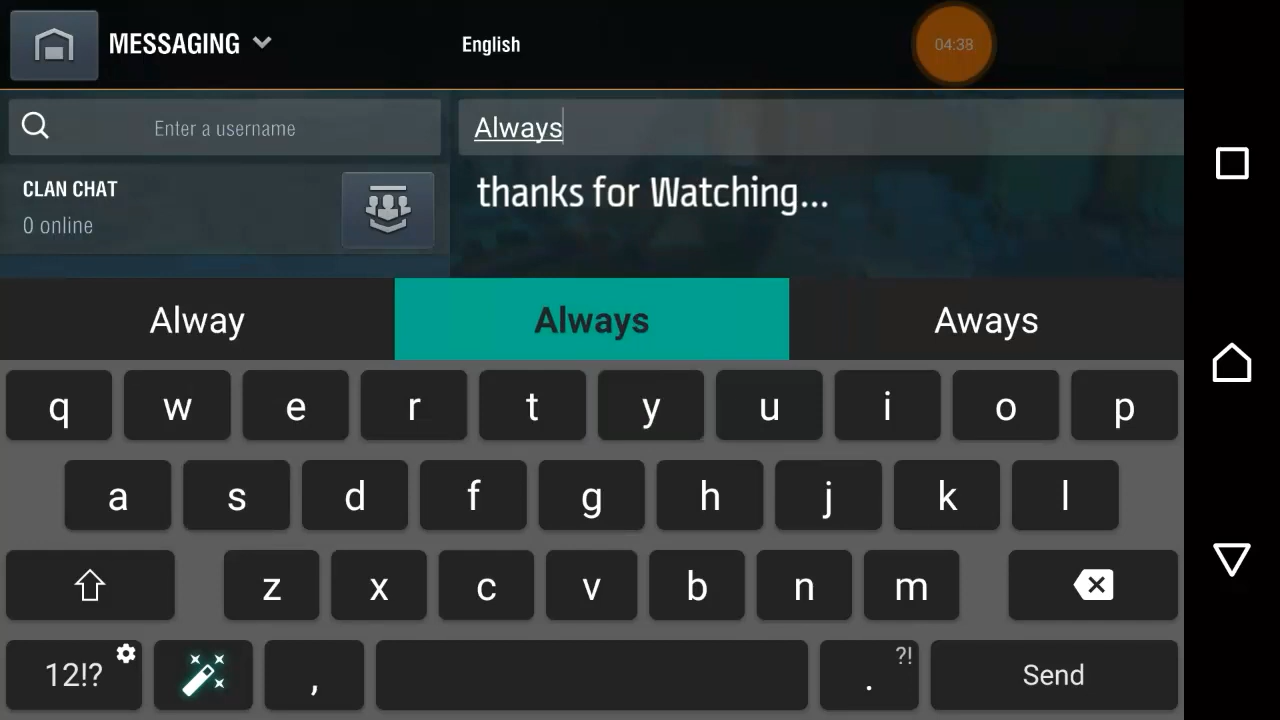 MESSAGING
English
04:38
Enter a username
Always
CLAN CHAT
0 online
thanks for Watching...
Alway
Always
Aways
q w e r t y u i o p
a s d f g h j k l
z x c v b n m
12!? , . ?! Send